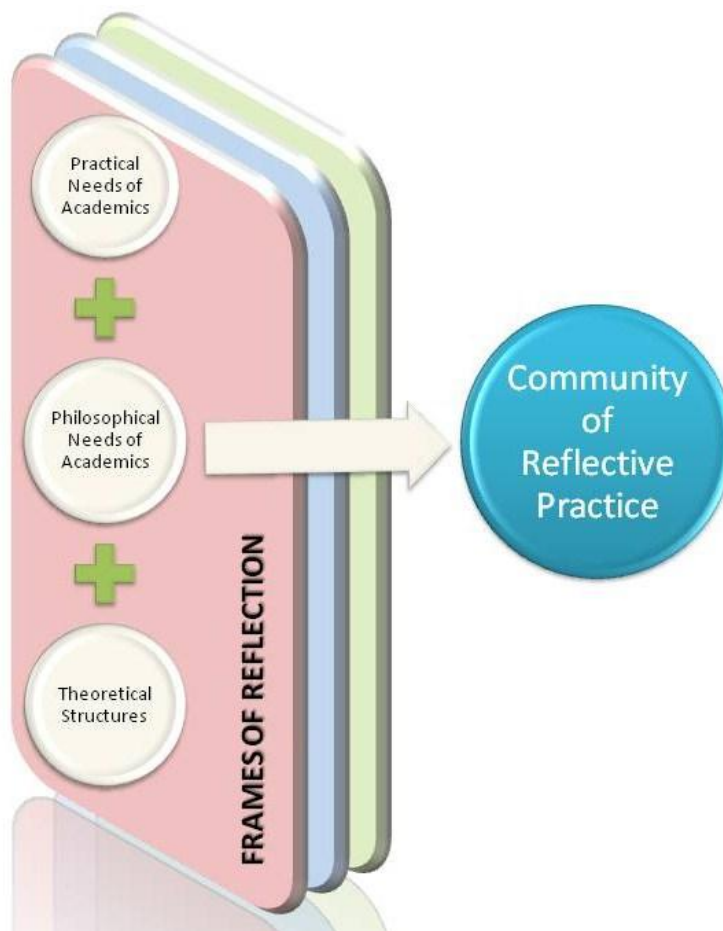 Practical
Needs of
Academics
Philosophical
Needs of
Academics
Theoretical
Structures
FRAMES OF REFLECTION
Community
of
Reflective
Practice